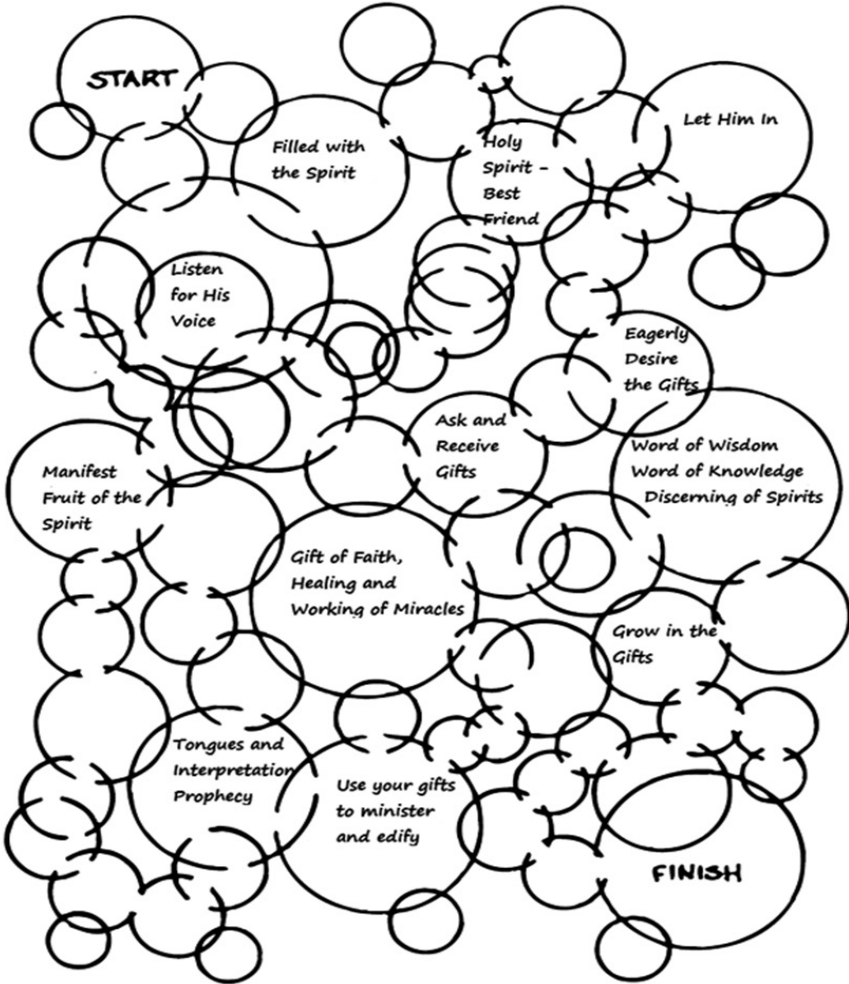 START
Filled with
the Spirit
Holy
Spirit -
Best
Friend
Let Him In
Listen
for His
Voice
Eagerly
Desire
the Gifts
Ask and
Receive
Gifts
Word of Wisdom
Word of Knowledge
Discerning of Spirits
Manifest
Fruit of the
Spirit
Gift of Faith,
Healing and
Working of Miracles
Grow in the
Gifts
Tongues and
Interpretation
Prophecy
Use your gifts
to minister
and edify
FINISH